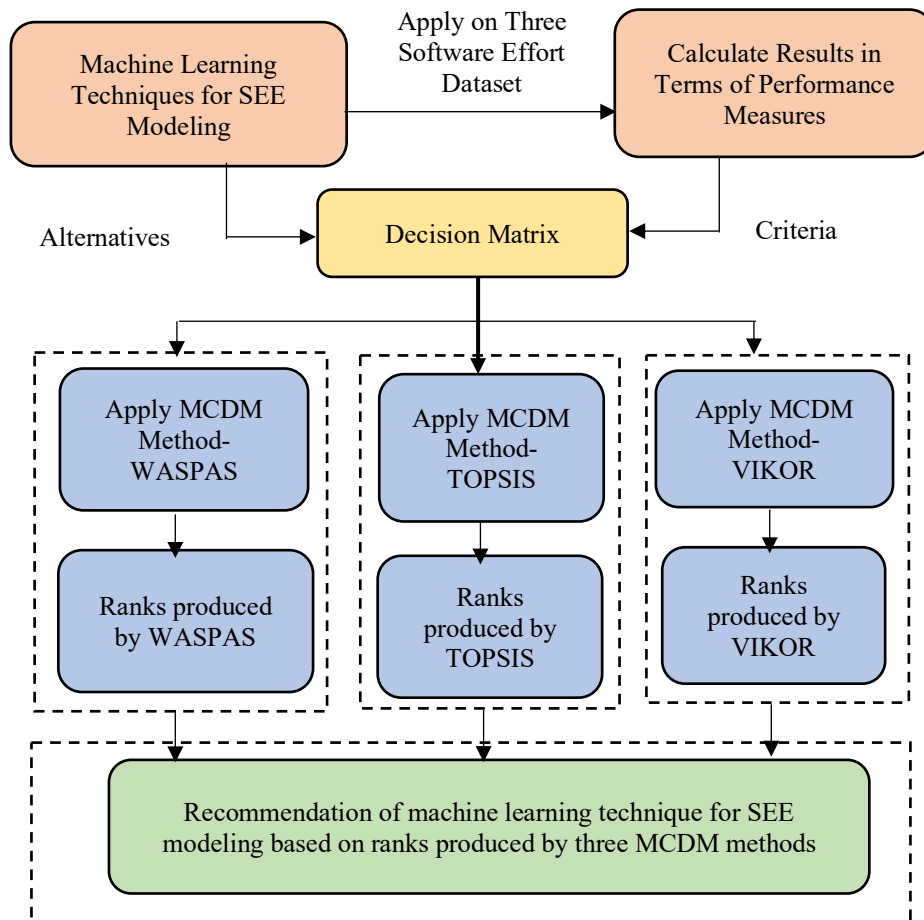 Machine Learning
Techniques for SEE
Modeling
Apply on Three
Software Effort
Dataset
Calculate Results in
Terms of Performance
Measures
Alternatives
Decision Matrix
Criteria
Apply MCDM
Method-
WASPAS
Apply MCDM
Method-
TOPSIS
Apply MCDM
Method-
VIKOR
Ranks produced
by WASPAS
Ranks
produced by
TOPSIS
Ranks
produced by
VIKOR
Recommendation of machine learning technique for SEE
modeling based on ranks produced by three MCDM methods